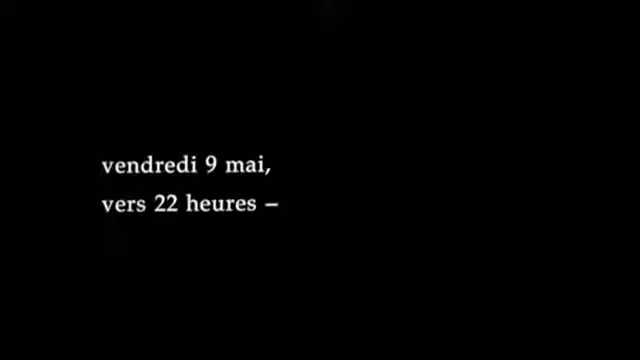 vendredi 9 mai,
vers 22 heures –